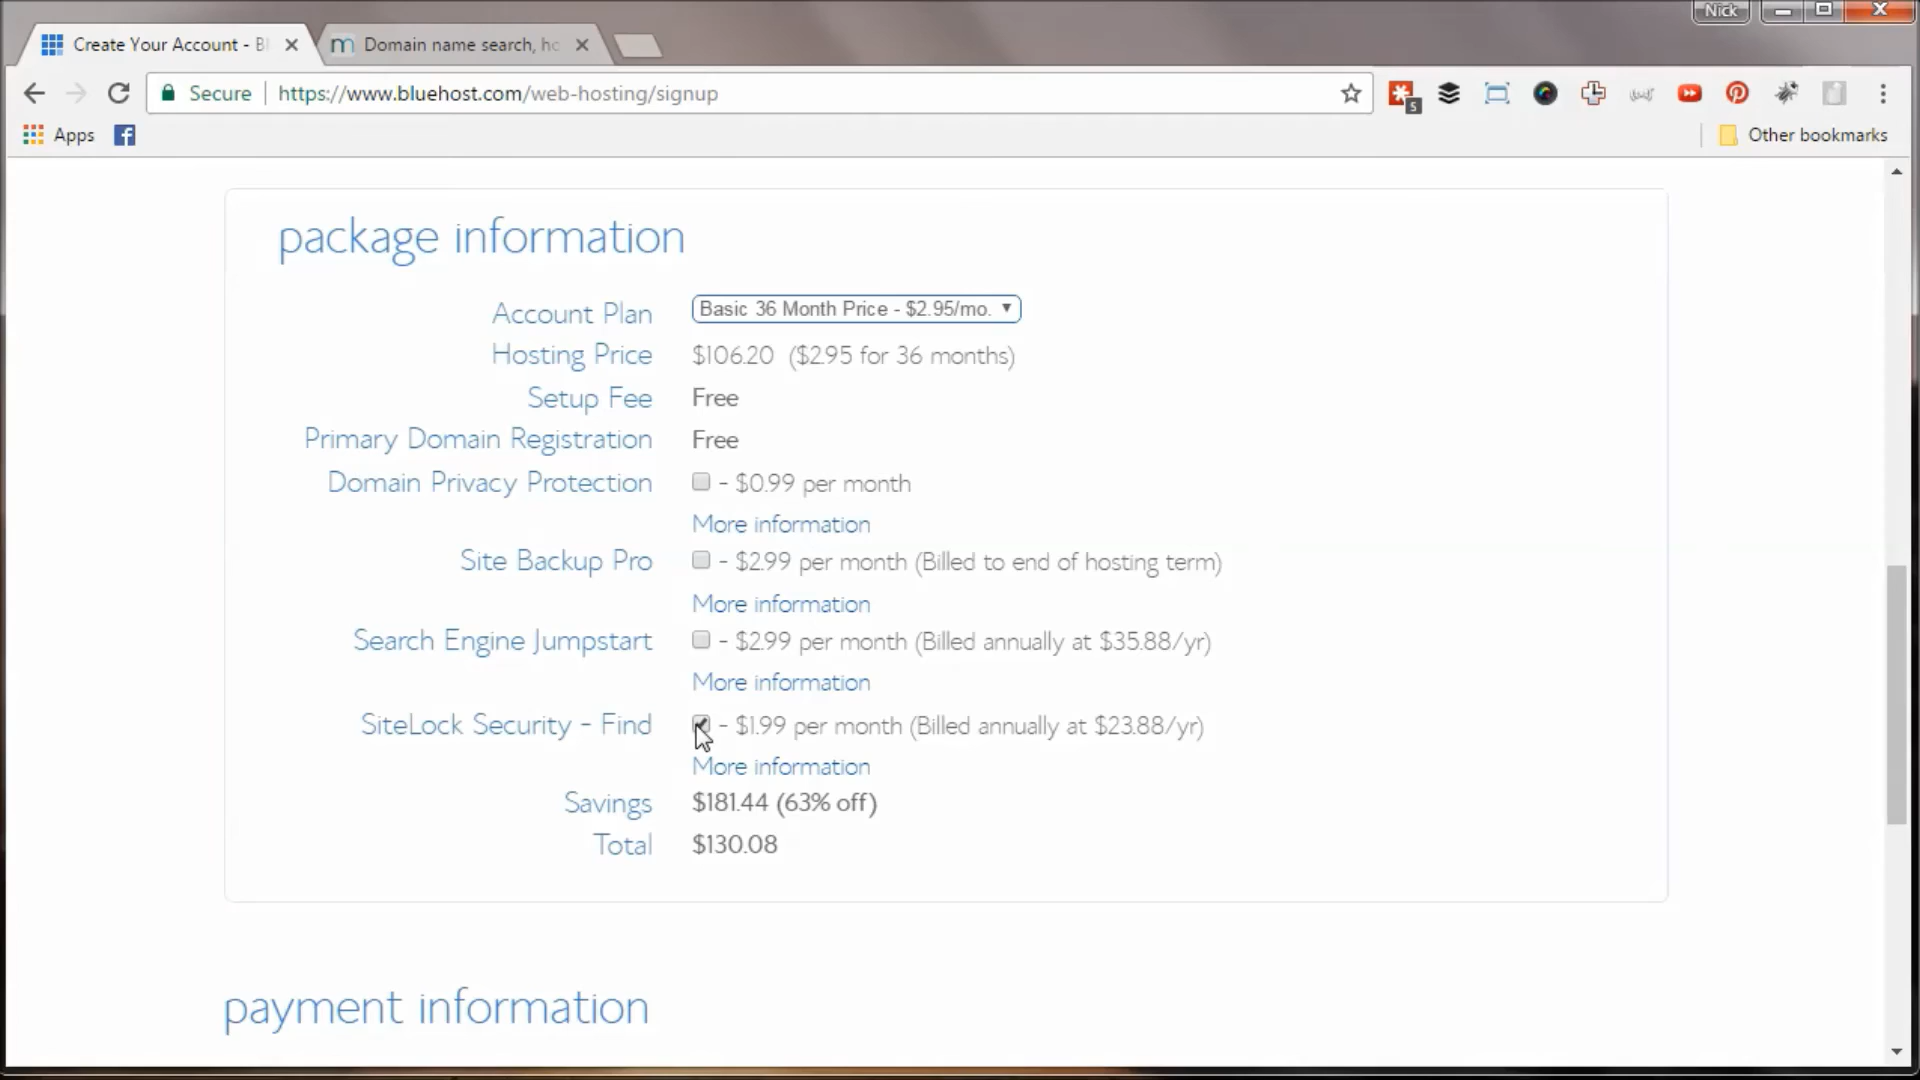 Nick
Create Your Account - Bl
Domain name search, ho
Secure
https://www.bluehost.com/web-hosting/signup
5
Apps
Other bookmarks
package information
Account Plan
Basic 36 Month Price - $2.95/mo.
Hosting Price
$106.20 ($2.95 for 36 months)
Setup Fee
Free
Primary Domain Registration
Free
Domain Privacy Protection
- $0.99 per month
More information
Site Backup Pro
- $2.99 per month (Billed to end of hosting term)
More information
Search Engine Jumpstart
- $2.99 per month (Billed annually at $35.88/yr)
More information
SiteLock Security - Find
- $1.99 per month (Billed annually at $23.88/yr)
More information
Savings
$181.44 (63% off)
Total
$130.08
payment information